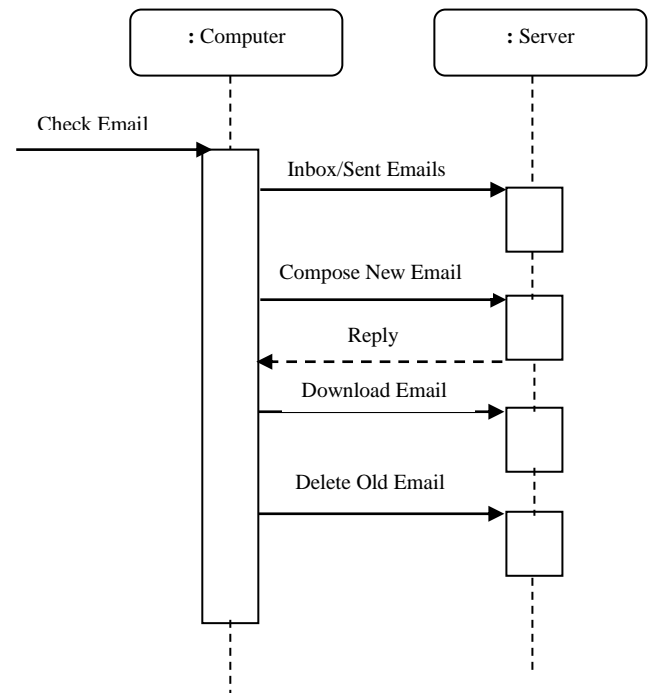 : Computer
: Server
Check Email
Inbox/Sent Emails
Compose New Email
Reply
Download Email
Delete Old Email